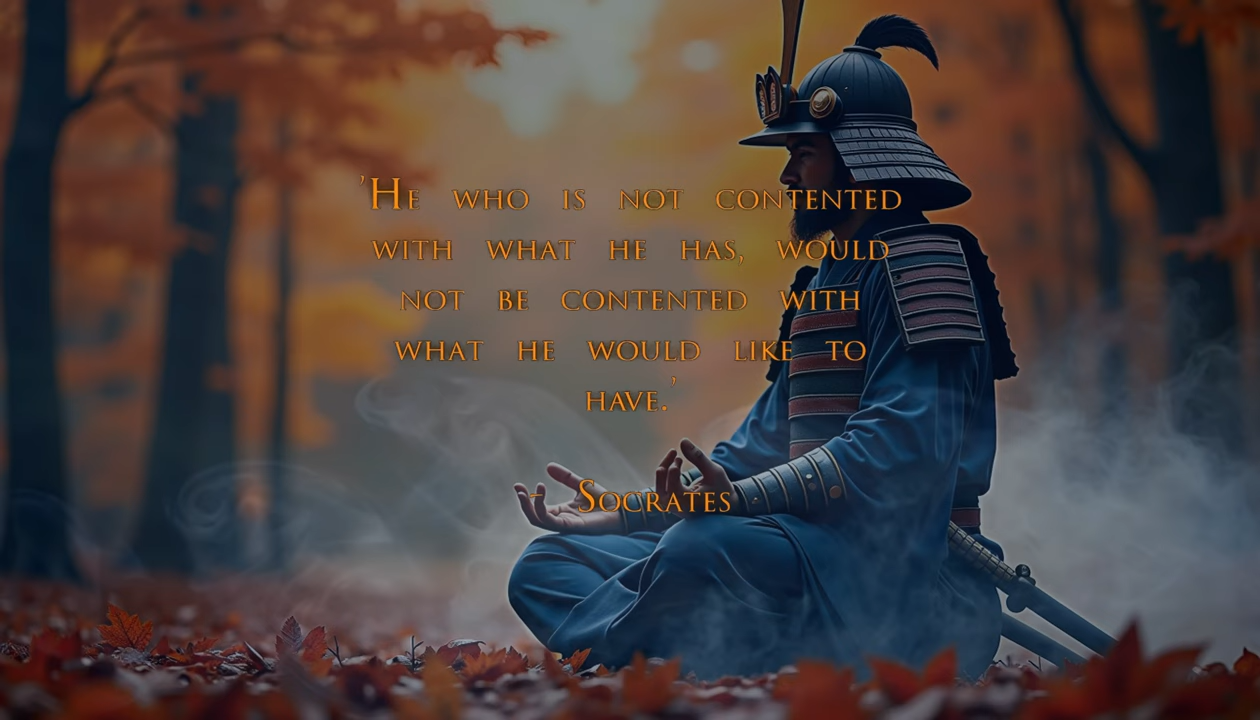 'He who is not contented
with what he has, would
not be contented with
what he would like to
have.'
- Socrates